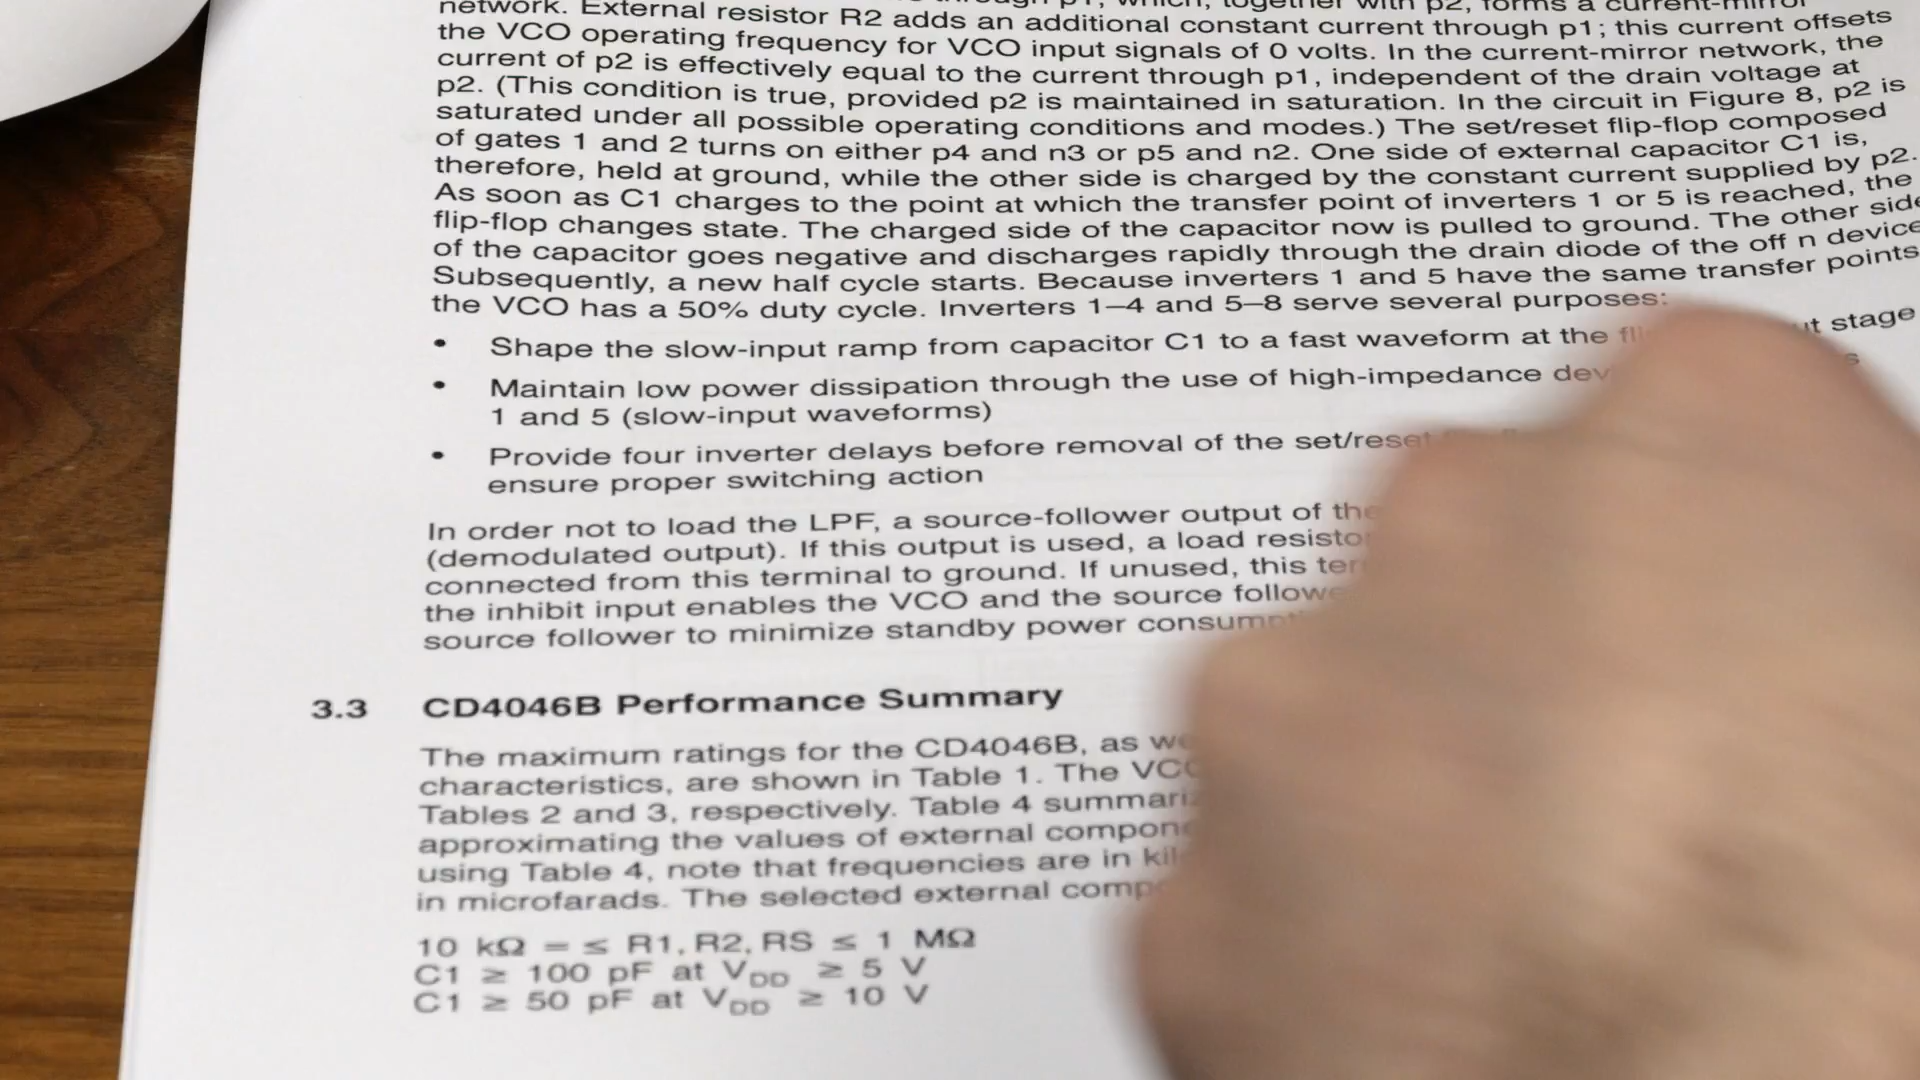 network. External resistor R2 adds an additional constant current through p1; this current offsets
the VCO operating frequency for VCO input signals of 0 volts. In the current-mirror network, the
current of p2 is effectively equal to the current through p1, independent of the drain voltage at
p2. (This condition is true, provided p2 is maintained in saturation. In the circuit in Figure 8, p2 is
saturated under all possible operating conditions and modes.) The set/reset flip-flop composed
of gates 1 and 2 turns on either p4 and n3 or p5 and n2. One side of external capacitor C1 is,
therefore, held at ground, while the other side is charged by the constant current supplied by p2.
As soon as C1 charges to the point at which the transfer point of inverters 1 or 5 is reached, the
flip-flop changes state. The charged side of the capacitor now is pulled to ground. The other side
of the capacitor goes negative and discharges rapidly through the drain diode of the off n device
Subsequently, a new half cycle starts. Because inverters 1 and 5 have the same transfer points
the VCO has a 50% duty cycle. Inverters 1–4 and 5–8 serve several purposes:
• Shape the slow-input ramp from capacitor C1 to a fast waveform at the stage
• Maintain low power dissipation through the use of high-impedance
1 and 5 (slow-input waveforms)
• Provide four inverter delays before removal of the set/reset
ensure proper switching action
In order not to load the LPF, a source-follower output of the
(demodulated output). If this output is used, a load
connected from this terminal to ground. If unused, this
the inhibit input enables the VCO and the source
source follower to minimize standby power
3.3 CD4046B Performance Summary
The maximum ratings for the CD4046B, as
characteristics, are shown in Table 1. The VCO
Tables 2 and 3, respectively. Table 4
approximating the values of external
using Table 4, note that frequencies are in
in microfarads. The selected external
10 kΩ = ≤ R1, R2, RS ≤ 1 MΩ
C1 ≥ 100 pF at VDD ≥ 5 V
C1 ≥ 50 pF at VDD ≥ 10 V